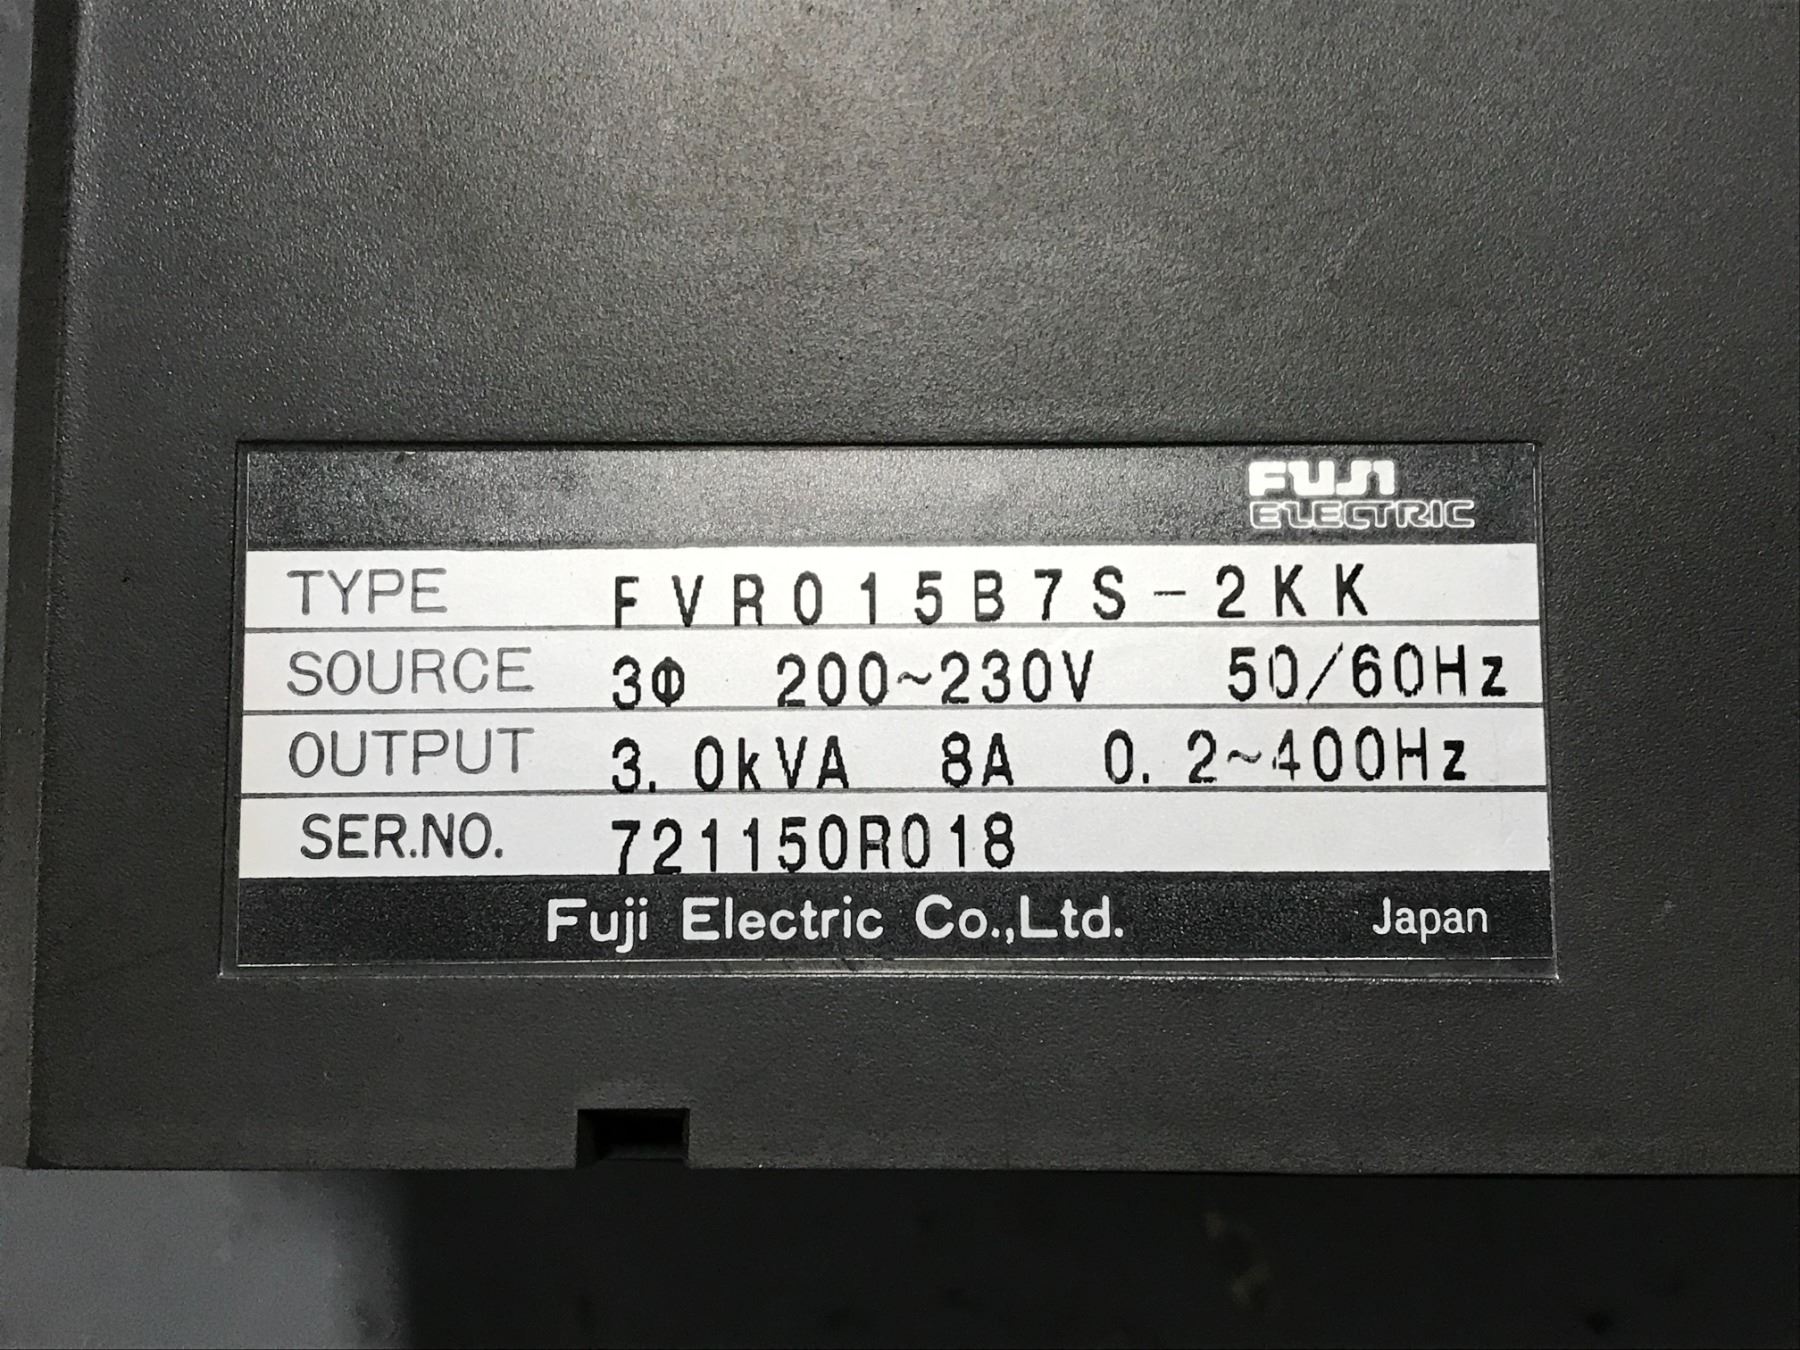 FUJI
ELECTRIC
TYPE FVR015B7S-2KK
SOURCE 3Φ 200~230V 50/60Hz
OUTPUT 3.0kVA 8A 0.2~400Hz
SER.NO. 721150R018
Fuji Electric Co.,Ltd. Japan